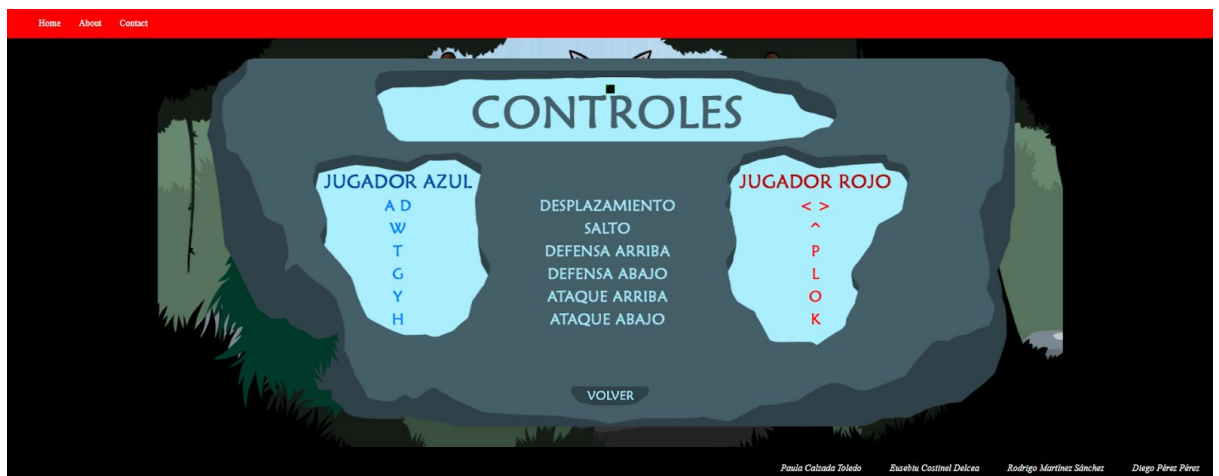 Home About Contact
CONTROLES
JUGADOR AZUL JUGADOR ROJO
A D DESPLAZAMIENTO < >
W SALTO ^
T DEFENSA ARRIBA P
G DEFENSA ABAJO L
Y ATAQUE ARRIBA O
H ATAQUE ABAJO K
VOLVER
Paula Calzada Toledo Eusebiu Costinel Delcea Rodrigo Martínez Sánchez Diego Pérez Pérez